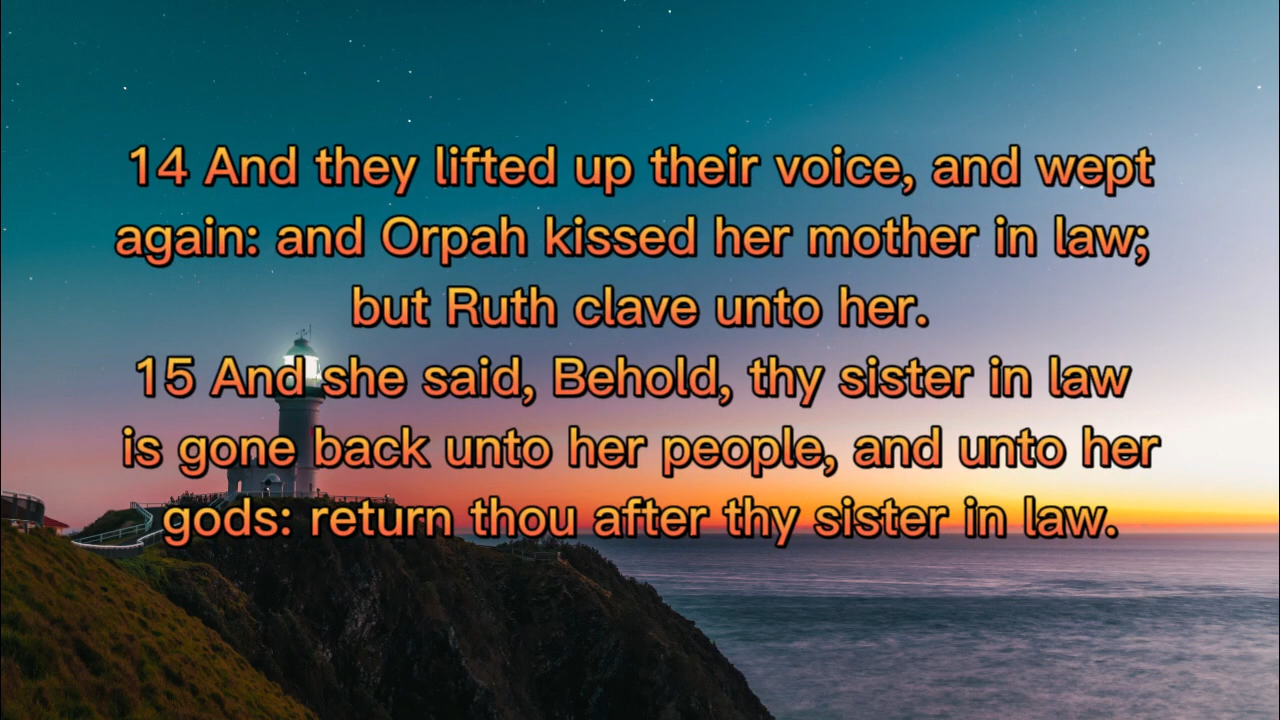 14 And they lifted up their voice, and wept
again: and Orpah kissed her mother in law;
but Ruth clave unto her.
15 And she said, Behold, thy sister in law
is gone back unto her people, and unto her
gods: return thou after thy sister in law.